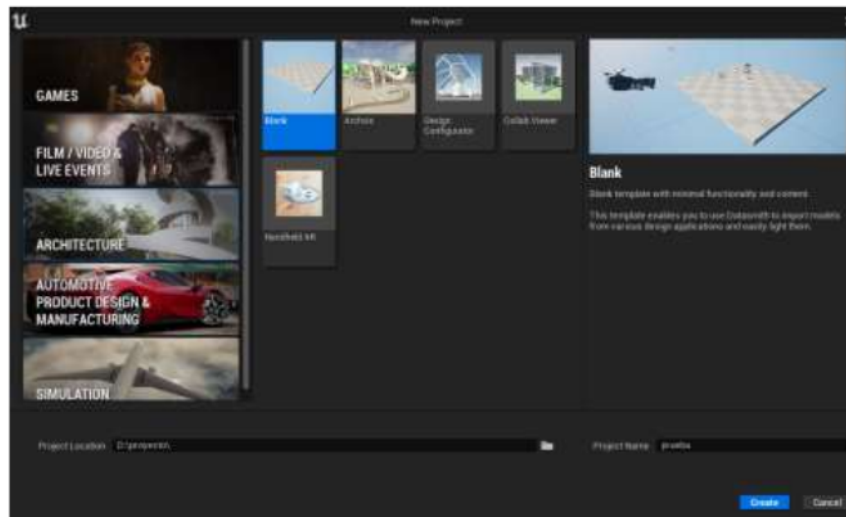 New Project
GAMES
FILM / VIDEO &
LIVE EVENTS
ARCHITECTURE
AUTOMOTIVE
PRODUCT DESIGN &
MANUFACTURING
SIMULATION
Blank
Archvis
Design
Configurator
Collab Viewer
Handheld AR
Blank
Blank template with minimal functionality and content.
This template enables you to use Datasmith to import models
from various design applications and easily light them.
Project Location
D:\proyecto\
Project Name
prueba
Create
Cancel